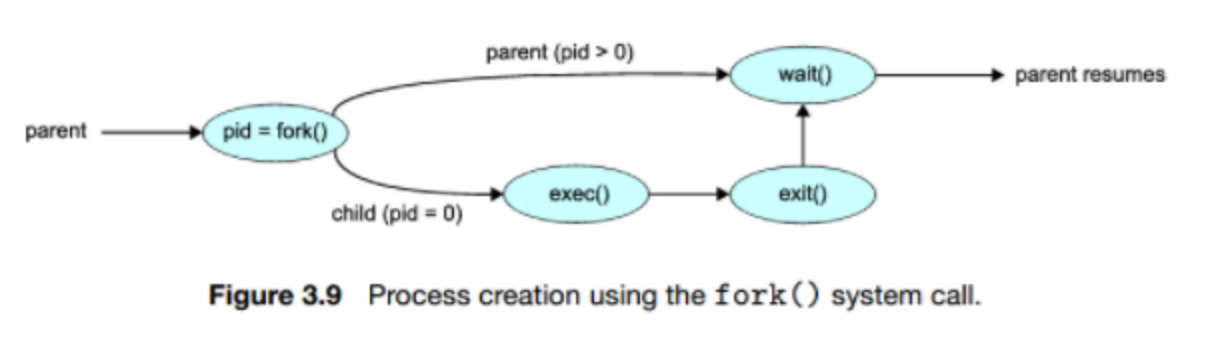 parent (pid > 0)
wait()
parent resumes
parent
pid = fork()
exec()
exit()
child (pid = 0)
Figure 3.9 Process creation using the fork() system call.